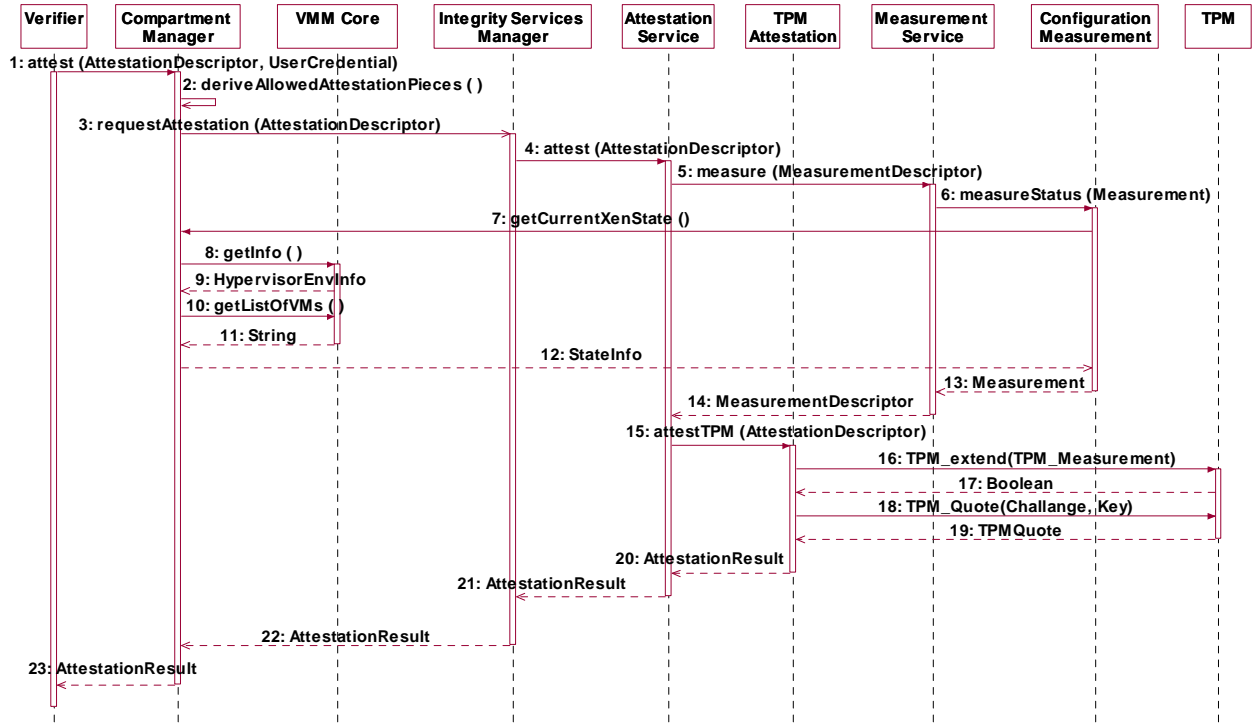 Verifier
Compartment
Manager
VMM Core
Integrity Services
Manager
Attestation
Service
TPM
Attestation
Measurement
Service
Configuration
Measurement
TPM
1: attest (AttestationDescriptor, UserCredential)
2: deriveAllowedAttestationPieces ( )
3: requestAttestation (AttestationDescriptor)
4: attest (AttestationDescriptor)
5: measure (MeasurementDescriptor)
6: measureStatus (Measurement)
7: getCurrentXenState ()
8: getInfo ( )
9: HypervisorEnvInfo
10: getListOfVMs ( )
11: String
12: StateInfo
13: Measurement
14: MeasurementDescriptor
15: attestTPM (AttestationDescriptor)
16: TPM_extend(TPM_Measurement)
17: Boolean
18: TPM_Quote(Challange, Key)
19: TPMQuote
20: AttestationResult
21: AttestationResult
22: AttestationResult
23: AttestationResult